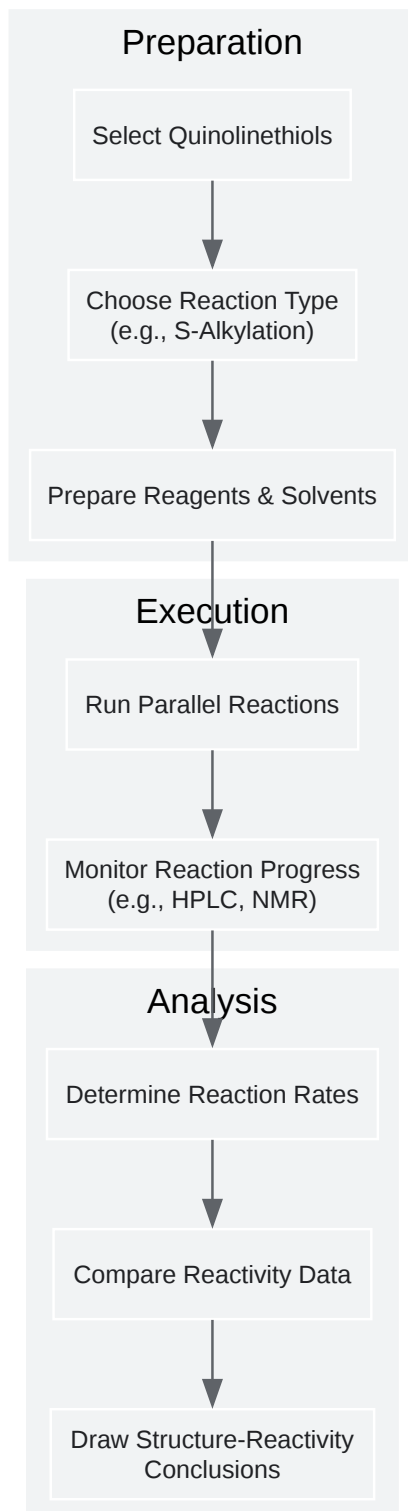 Preparation
Select Quinolinethiols
Choose Reaction Type
(e.g., S-Alkylation)
Prepare Reagents & Solvents
Execution
Run Parallel Reactions
Monitor Reaction Progress
(e.g., HPLC, NMR)
Analysis
Determine Reaction Rates
Compare Reactivity Data
Draw Structure-Reactivity
Conclusions